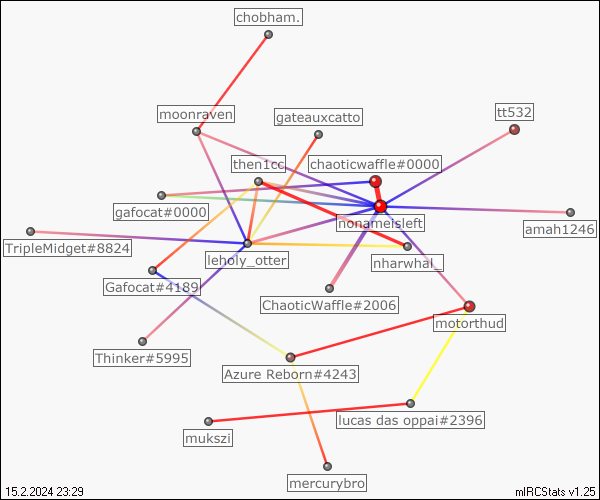 chobham.
moonraven
gateauxcatto
tt532
then1cc
chaoticwaffle#0000
gafocat#0000
nonameisleft
amah1246
TripleMidget#8824
leholy_otter
nharwhal_
Gafocat#4189
ChaoticWaffle#2006
motorthud
Thinker#5995
Azure Reborn#4243
lucas das oppai#2396
mukszi
mercurybro
15.2.2024 23:29
mIRCStats v1.25